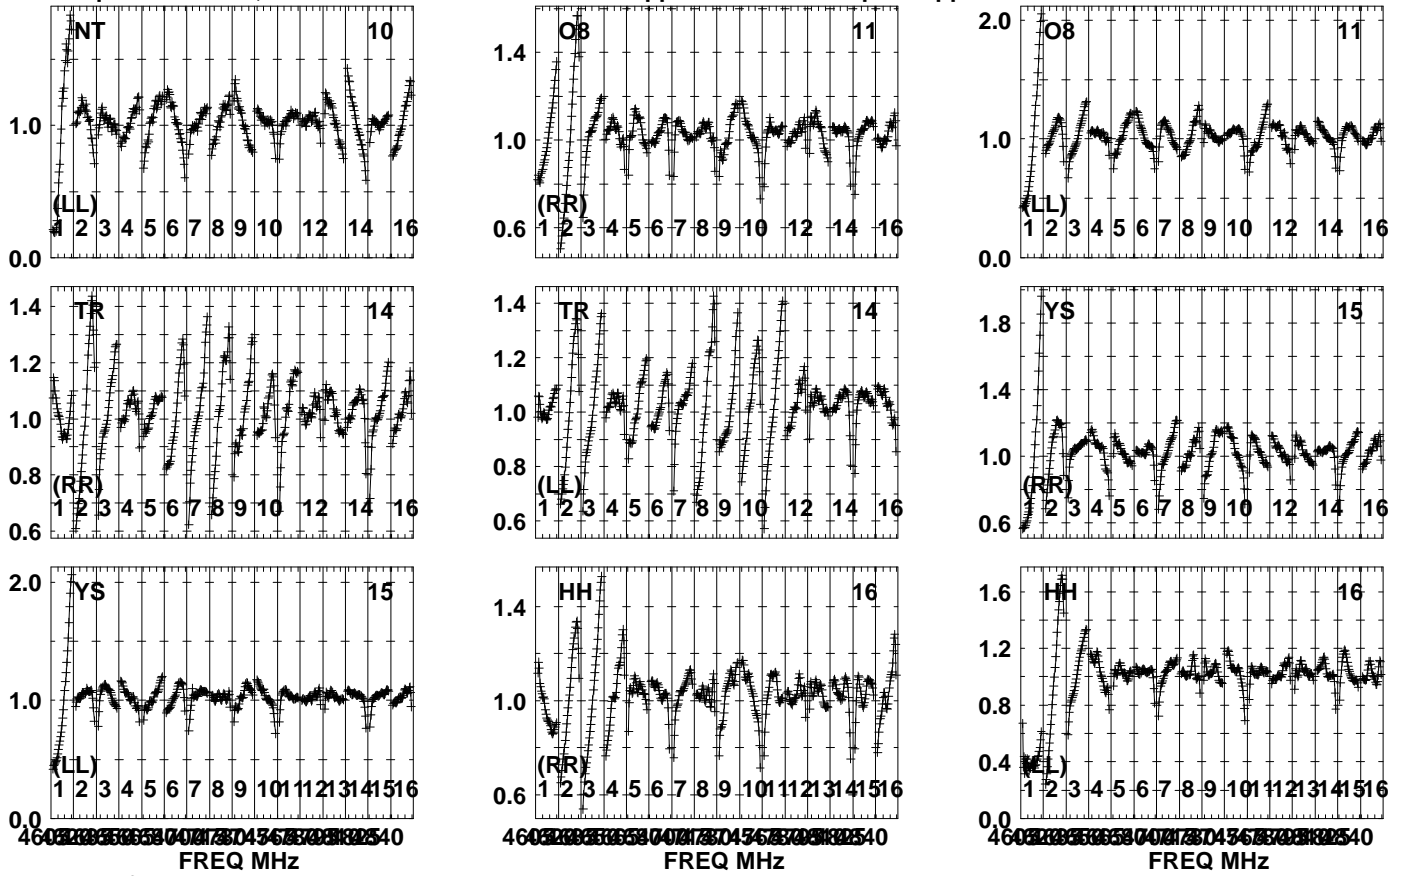 NT 10
1.0
(LL)
1 2 3 4 5 6 7 8 9 10 12 14 16
0.0
O8 11
1.4
1.0
(RR)
1 2 3 4 5 6 7 8 9 10 12 14 16
0.6
2.0 O8 11
1.0
(LL)
1 2 3 4 5 6 7 8 9 10 12 14 16
0.0
1.4 TR 14
1.2
1.0
0.8
(RR)
1 2 3 4 5 6 7 8 9 10 12 14 16
0.6
1.4 TR 14
1.2
1.0
0.8
(LL)
1 2 3 4 5 6 7 8 9 10 12 14 16
0.6
YS 15
1.8
1.4
1.0
(RR)
1 2 3 4 5 6 7 8 9 10 12 14 16
0.6
2.0 YS 15
1.0
(LL)
1 2 3 4 5 6 7 8 9 10 11 12 13 14 15 16
0.0
FREQ MHz
HH 16
1.4
1.0
(RR)
1 2 3 4 5 6 7 8 9 10 11 12 13 14 15 16
0.6
FREQ MHz
1.6 HH 16
1.2
0.8
0.4 (LL)
1 2 3 4 5 6 7 8 9 10 11 12 13 14 15 16
0.0
FREQ MHz